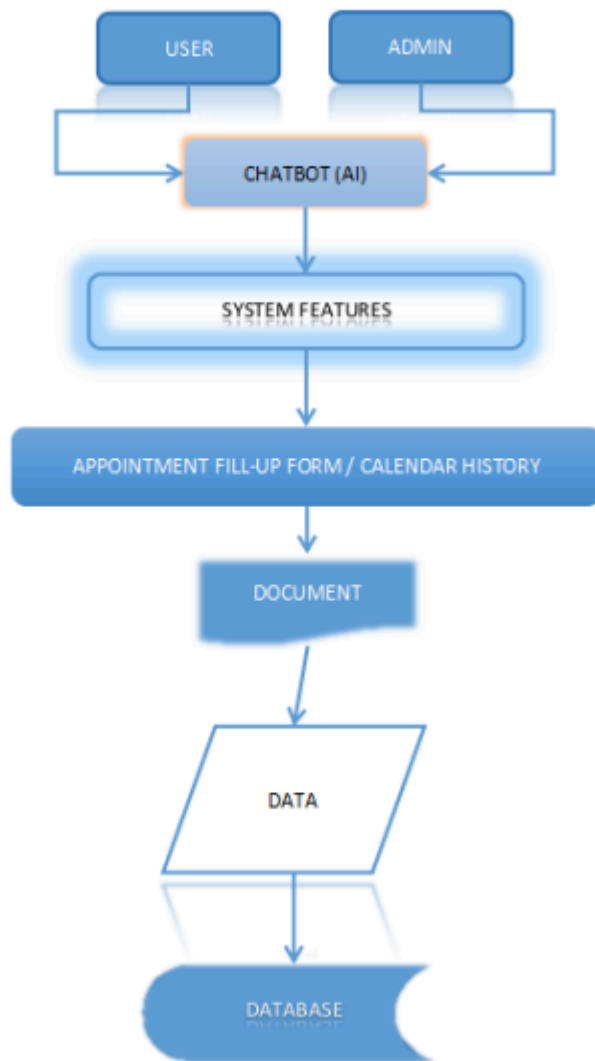 USER
ADMIN
CHATBOT (AI)
SYSTEM FEATURES
APPOINTMENT FILL-UP FORM / CALENDAR HISTORY
DOCUMENT
DATA
DATABASE